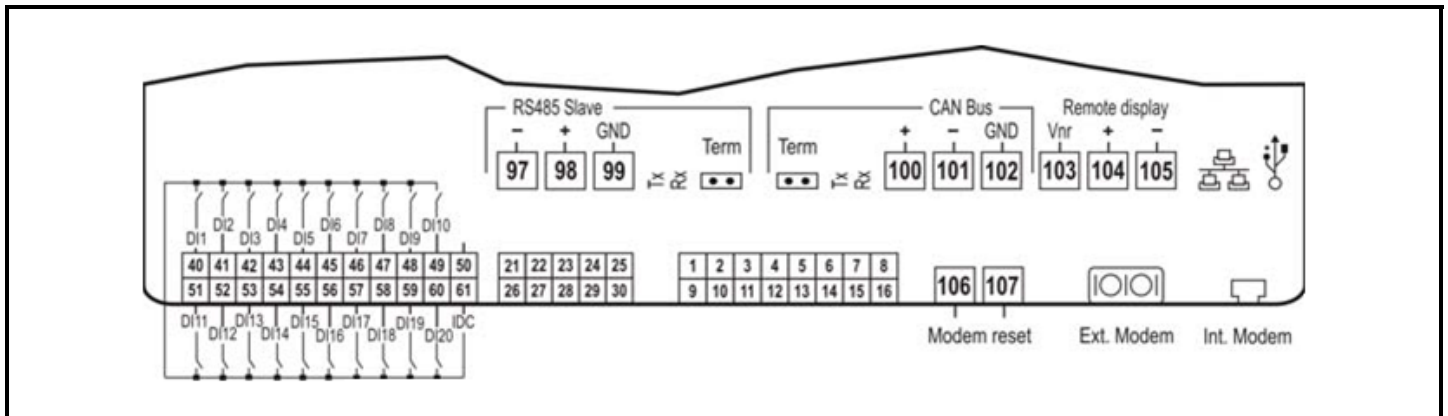 RS485 Slave CAN Bus Remote display
− + GND + − GND Vnr + −
Term Term
97 98 99 Tx Rx Tx Rx 100 101 102 103 104 105
DI1 DI2 DI3 DI4 DI5 DI6 DI7 DI8 DI9 DI10
40 41 42 43 44 45 46 47 48 49 50 21 22 23 24 25 1 2 3 4 5 6 7 8
51 52 53 54 55 56 57 58 59 60 61 26 27 28 29 30 9 10 11 12 13 14 15 16 106 107
DI11 DI12 DI13 DI14 DI15 DI16 DI17 DI18 DI19 DI20 IDC
Modem reset Ext. Modem Int. Modem